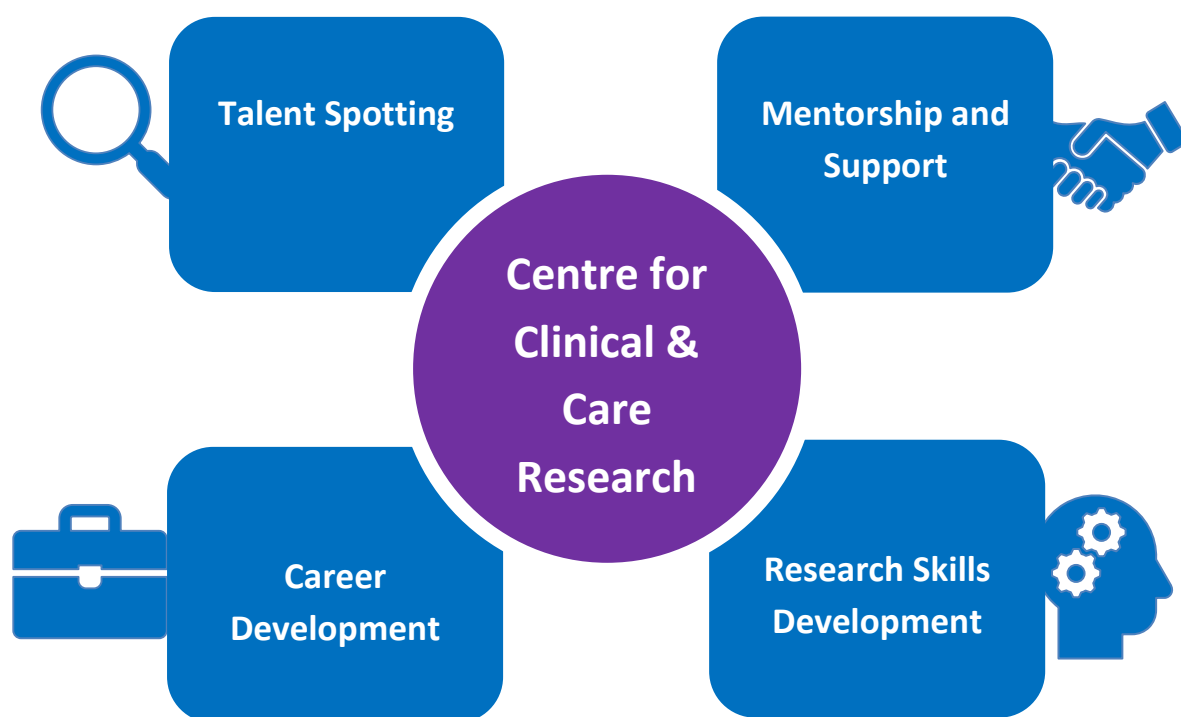 Talent Spotting
Mentorship and
Support
Centre for
Clinical &
Care
Research
Career
Development
Research Skills
Development